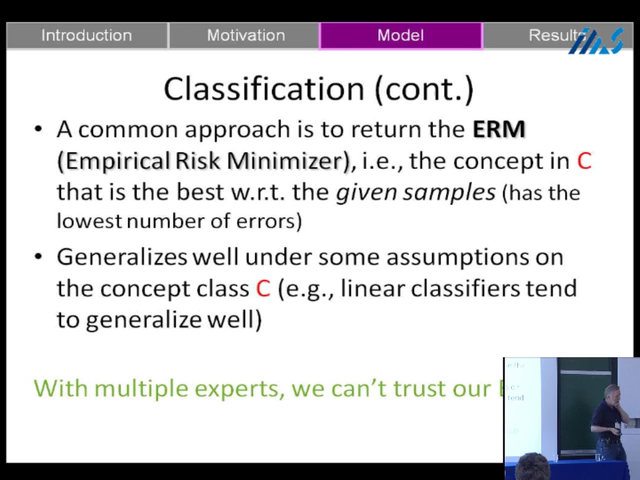 Introduction Motivation Model Results
IIAS
Classification (cont.)
• A common approach is to return the ERM
(Empirical Risk Minimizer), i.e., the concept in C
that is the best w.r.t. the given samples (has the
lowest number of errors)
• Generalizes well under some assumptions on
the concept class C (e.g., linear classifiers tend
to generalize well)
With multiple experts, we can't trust our